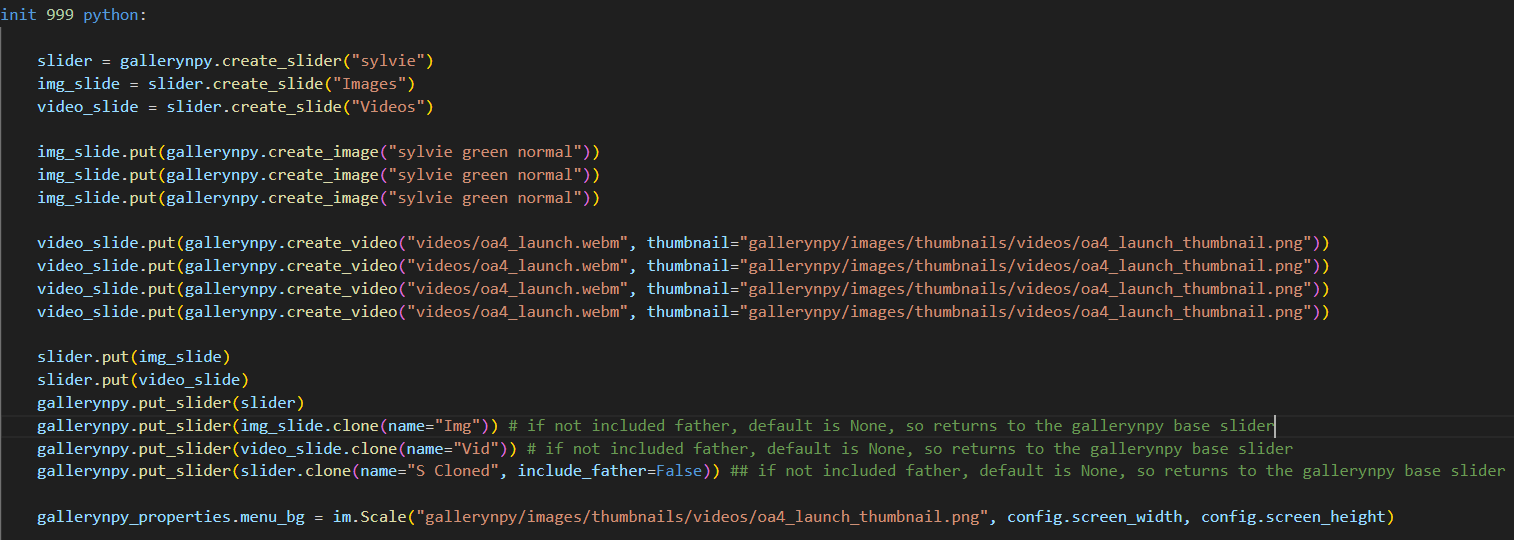 init 999 python:
slider = gallerynpy.create_slider("sylvie")
img_slide = slider.create_slide("Images")
video_slide = slider.create_slide("Videos")
img_slide.put(gallerynpy.create_image("sylvie green normal"))
img_slide.put(gallerynpy.create_image("sylvie green normal"))
img_slide.put(gallerynpy.create_image("sylvie green normal"))
video_slide.put(gallerynpy.create_video("videos/oa4_launch.webm", thumbnail="gallerynpy/images/thumbnails/videos/oa4_launch_thumbnail.png"))
video_slide.put(gallerynpy.create_video("videos/oa4_launch.webm", thumbnail="gallerynpy/images/thumbnails/videos/oa4_launch_thumbnail.png"))
video_slide.put(gallerynpy.create_video("videos/oa4_launch.webm", thumbnail="gallerynpy/images/thumbnails/videos/oa4_launch_thumbnail.png"))
video_slide.put(gallerynpy.create_video("videos/oa4_launch.webm", thumbnail="gallerynpy/images/thumbnails/videos/oa4_launch_thumbnail.png"))
slider.put(img_slide)
slider.put(video_slide)
gallerynpy.put_slider(slider)
gallerynpy.put_slider(img_slide.clone(name="Img")) # if not included father, default is None, so returns to the gallerynpy base slider
gallerynpy.put_slider(video_slide.clone(name="Vid")) # if not included father, default is None, so returns to the gallerynpy base slider
gallerynpy.put_slider(slider.clone(name="S Cloned", include_father=False)) ## if not included father, default is None, so returns to the gallerynpy base slider
gallerynpy_properties.menu_bg = im.Scale("gallerynpy/images/thumbnails/videos/oa4_launch_thumbnail.png", config.screen_width, config.screen_height)